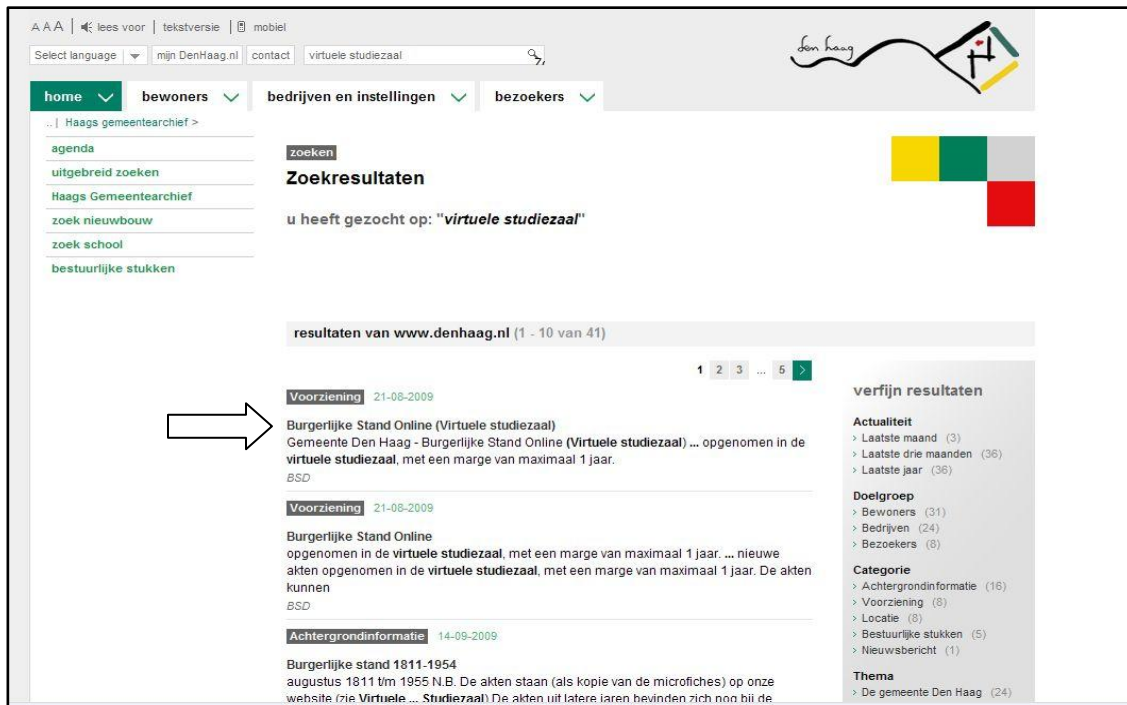 A A A | lees voor | tekstversie | mobiel
Select language | mijn DenHaag.nl contact virtuele studiezaal
den haag
home bewoners bedrijven en instellingen bezoekers
.. | Haags gemeentearchief >
agenda
uitgebreid zoeken
Haags Gemeentearchief
zoek nieuwbouw
zoek school
bestuurlijke stukken
zoeken
Zoekresultaten
u heeft gezocht op: "virtuele studiezaal"
resultaten van www.denhaag.nl (1 - 10 van 41)
1 2 3 ... 5 >
Voorziening 21-08-2009
Burgerlijke Stand Online (Virtuele studiezaal)
Gemeente Den Haag - Burgerlijke Stand Online (Virtuele studiezaal) ... opgenomen in de
virtuele studiezaal, met een marge van maximaal 1 jaar.
BSD
Voorziening 21-08-2009
Burgerlijke Stand Online
opgenomen in de virtuele studiezaal, met een marge van maximaal 1 jaar. ... nieuwe
akten opgenomen in de virtuele studiezaal, met een marge van maximaal 1 jaar. De akten
kunnen
BSD
Achtergrondinformatie 14-09-2009
Burgerlijke stand 1811-1954
augustus 1811 t/m 1955 N.B. De akten staan (als kopie van de microfiches) op onze
website (zie Virtuele ... Studiezaal) De akten uit latere jaren bevinden zich nog bij de
verfijn resultaten
Actualiteit
> Laatste maand (3)
> Laatste drie maanden (36)
> Laatste jaar (36)
Doelgroep
> Bewoners (31)
> Bedrijven (24)
> Bezoekers (8)
Categorie
> Achtergrondinformatie (16)
> Voorziening (8)
> Locatie (8)
> Bestuurlijke stukken (5)
> Nieuwsbericht (1)
Thema
> De gemeente Den Haag (24)